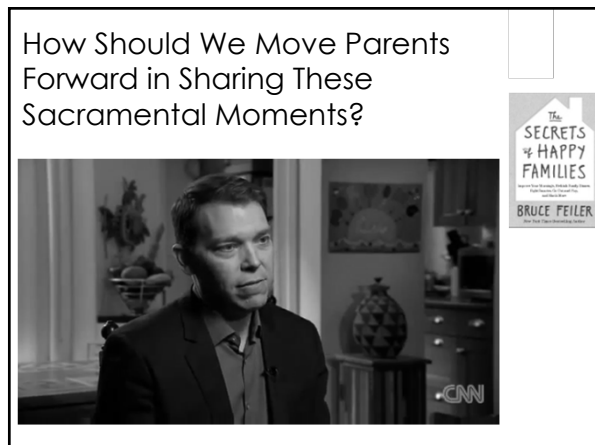 How Should We Move Parents
Forward in Sharing These
Sacramental Moments?
The
SECRETS
of HAPPY
FAMILIES
BRUCE FEILER
CNN